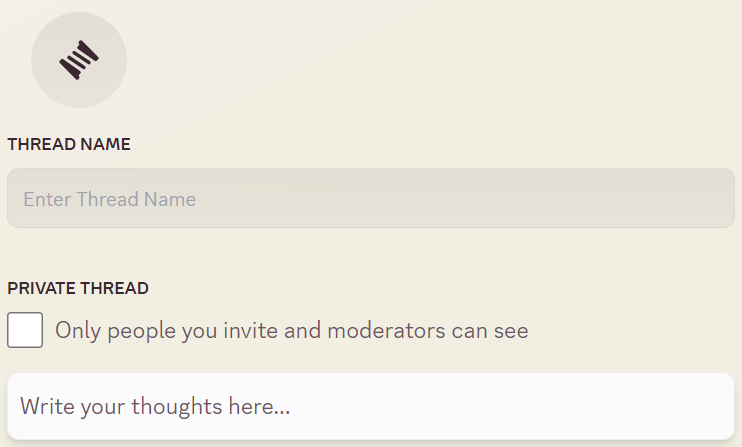 THREAD NAME
Enter Thread Name
PRIVATE THREAD
Only people you invite and moderators can see
Write your thoughts here...